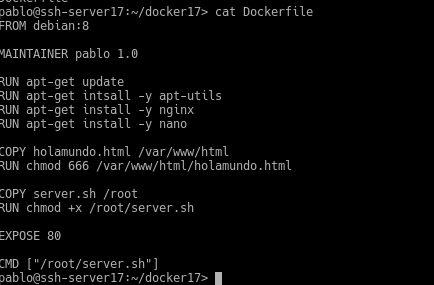 pablo@ssh-server17:~/docker17> cat Dockerfile
FROM debian:8
MAINTAINER pablo 1.0
RUN apt-get update
RUN apt-get intsall -y apt-utils
RUN apt-get install -y nginx
RUN apt-get install -y nano
COPY holamundo.html /var/www/html
RUN chmod 666 /var/www/html/holamundo.html
COPY server.sh /root
RUN chmod +x /root/server.sh
EXPOSE 80
CMD ["/root/server.sh"]
pablo@ssh-server17:~/docker17>